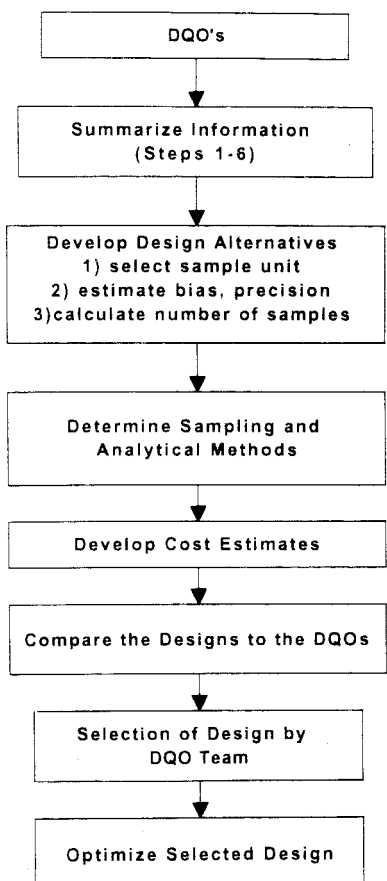 DQO's
Summarize Information
(Steps 1-6)
Develop Design Alternatives
1) select sample unit
2) estimate bias, precision
3)calculate number of samples
Determine Sampling and
Analytical Methods
Develop Cost Estimates
Compare the Designs to the DQOs
Selection of Design by
DQO Team
Optimize Selected Design